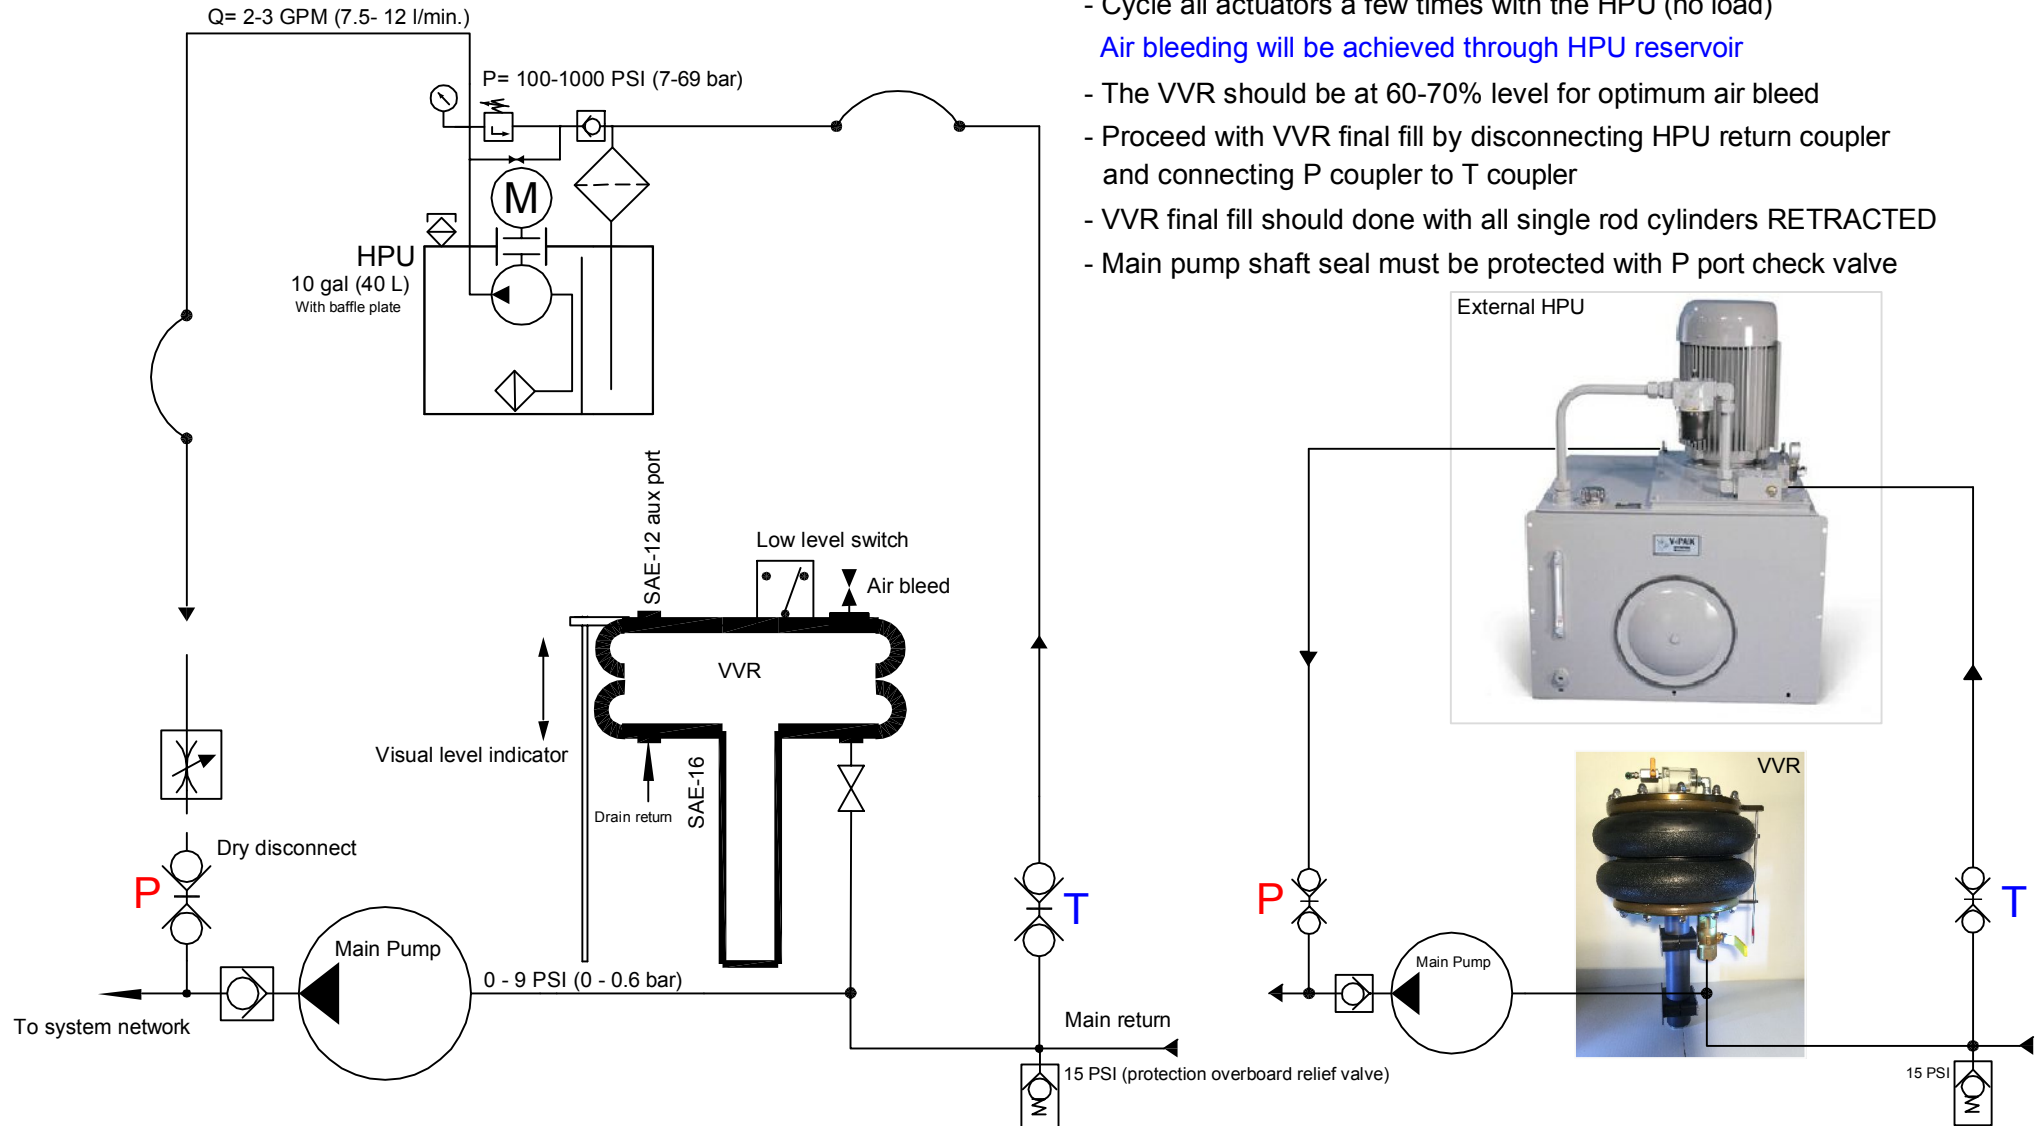 Q= 2-3 GPM (7.5- 12 l/min.)
- Cycle all actuators a few times with the HPU (no load)
Air bleeding will be achieved through HPU reservoir
- The VVR should be at 60-70% level for optimum air bleed
- Proceed with VVR final fill by disconnecting HPU return coupler
and connecting P coupler to T coupler
- VVR final fill should done with all single rod cylinders RETRACTED
- Main pump shaft seal must be protected with P port check valve
P= 100-1000 PSI (7-69 bar)
M
HPU
10 gal (40 L)
With baffle plate
External HPU
V-PAK
SAE-12 aux port
Low level switch
Air bleed
VVR
Visual level indicator
Drain return
SAE-16
VVR
Dry disconnect
P
T
P
T
Main Pump
0 - 9 PSI (0 - 0.6 bar)
Main Pump
To system network
Main return
15 PSI (protection overboard relief valve)
15 PSI